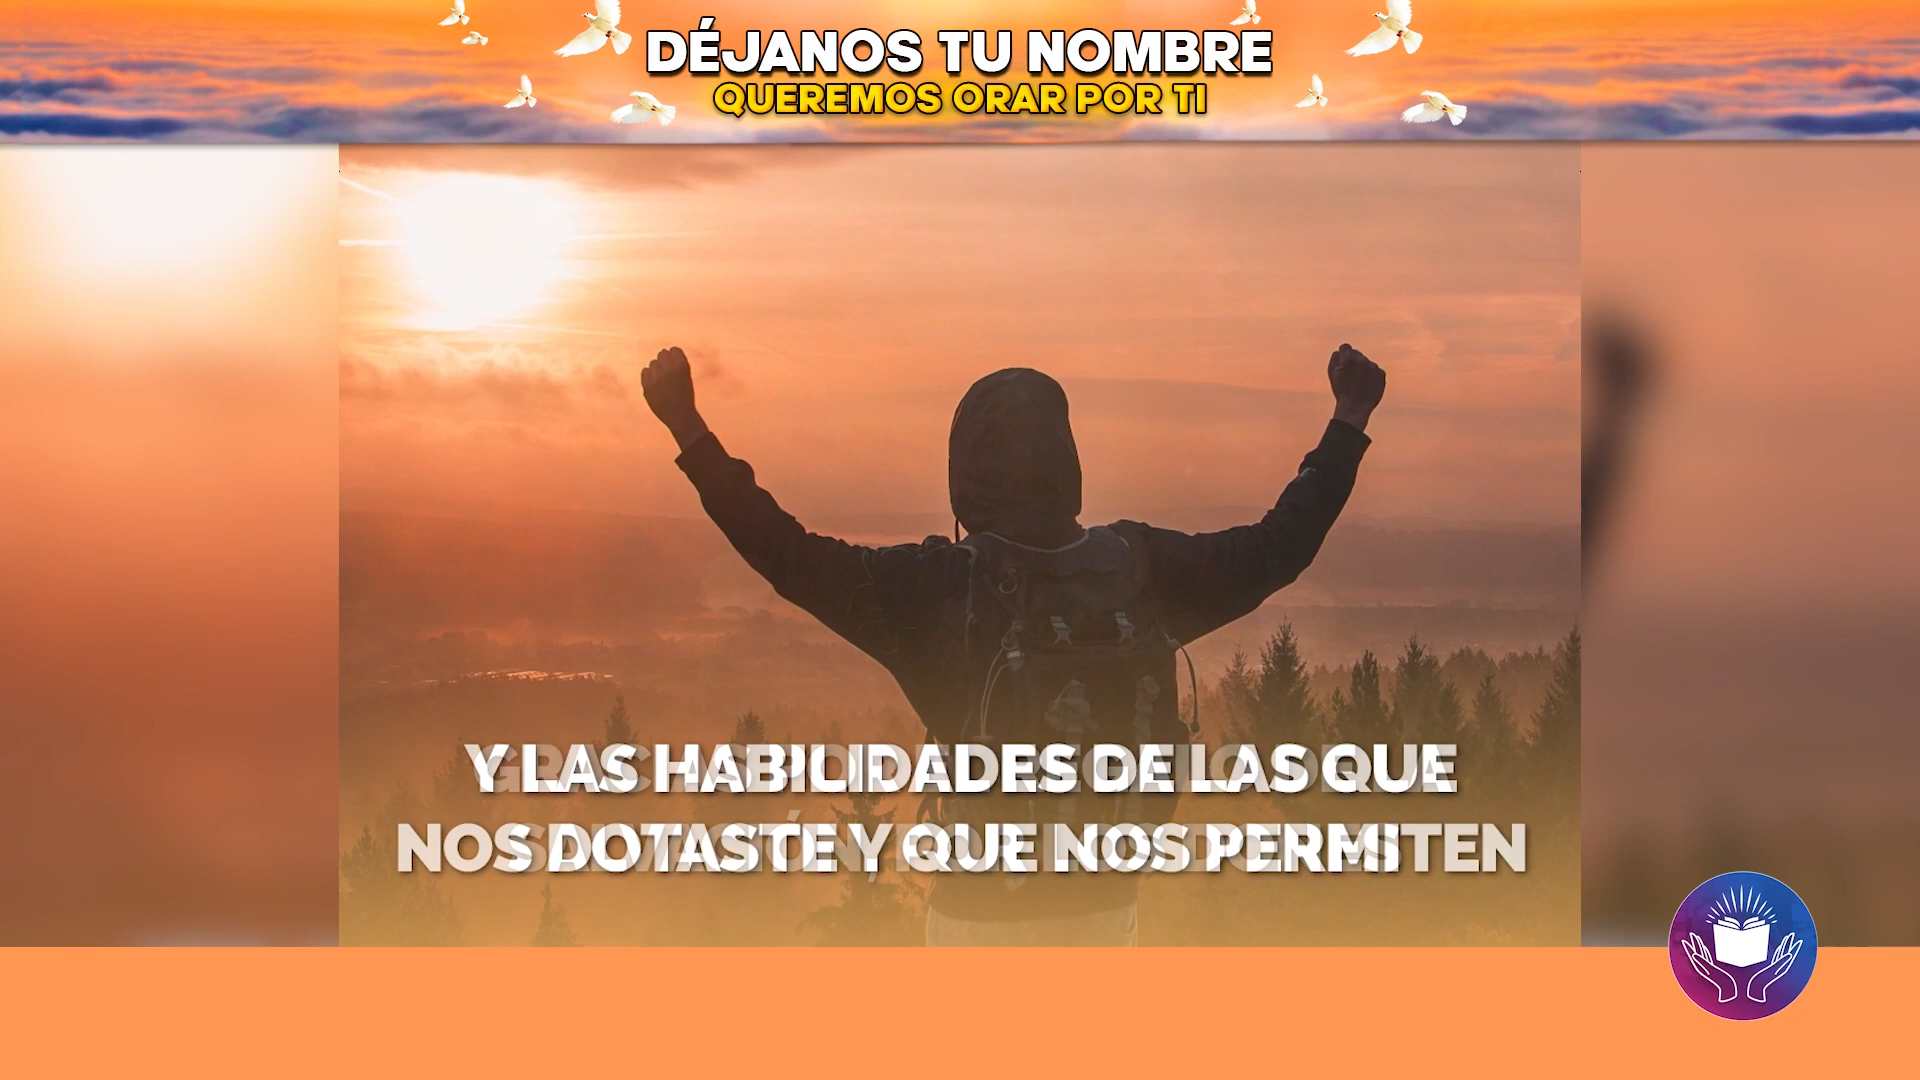 DÉJANOS TU NOMBRE
QUEREMOS ORAR POR TI
Y LAS HABILIDADES DE LAS QUE
NOS DOTASTE Y QUE NOS PERMITEN